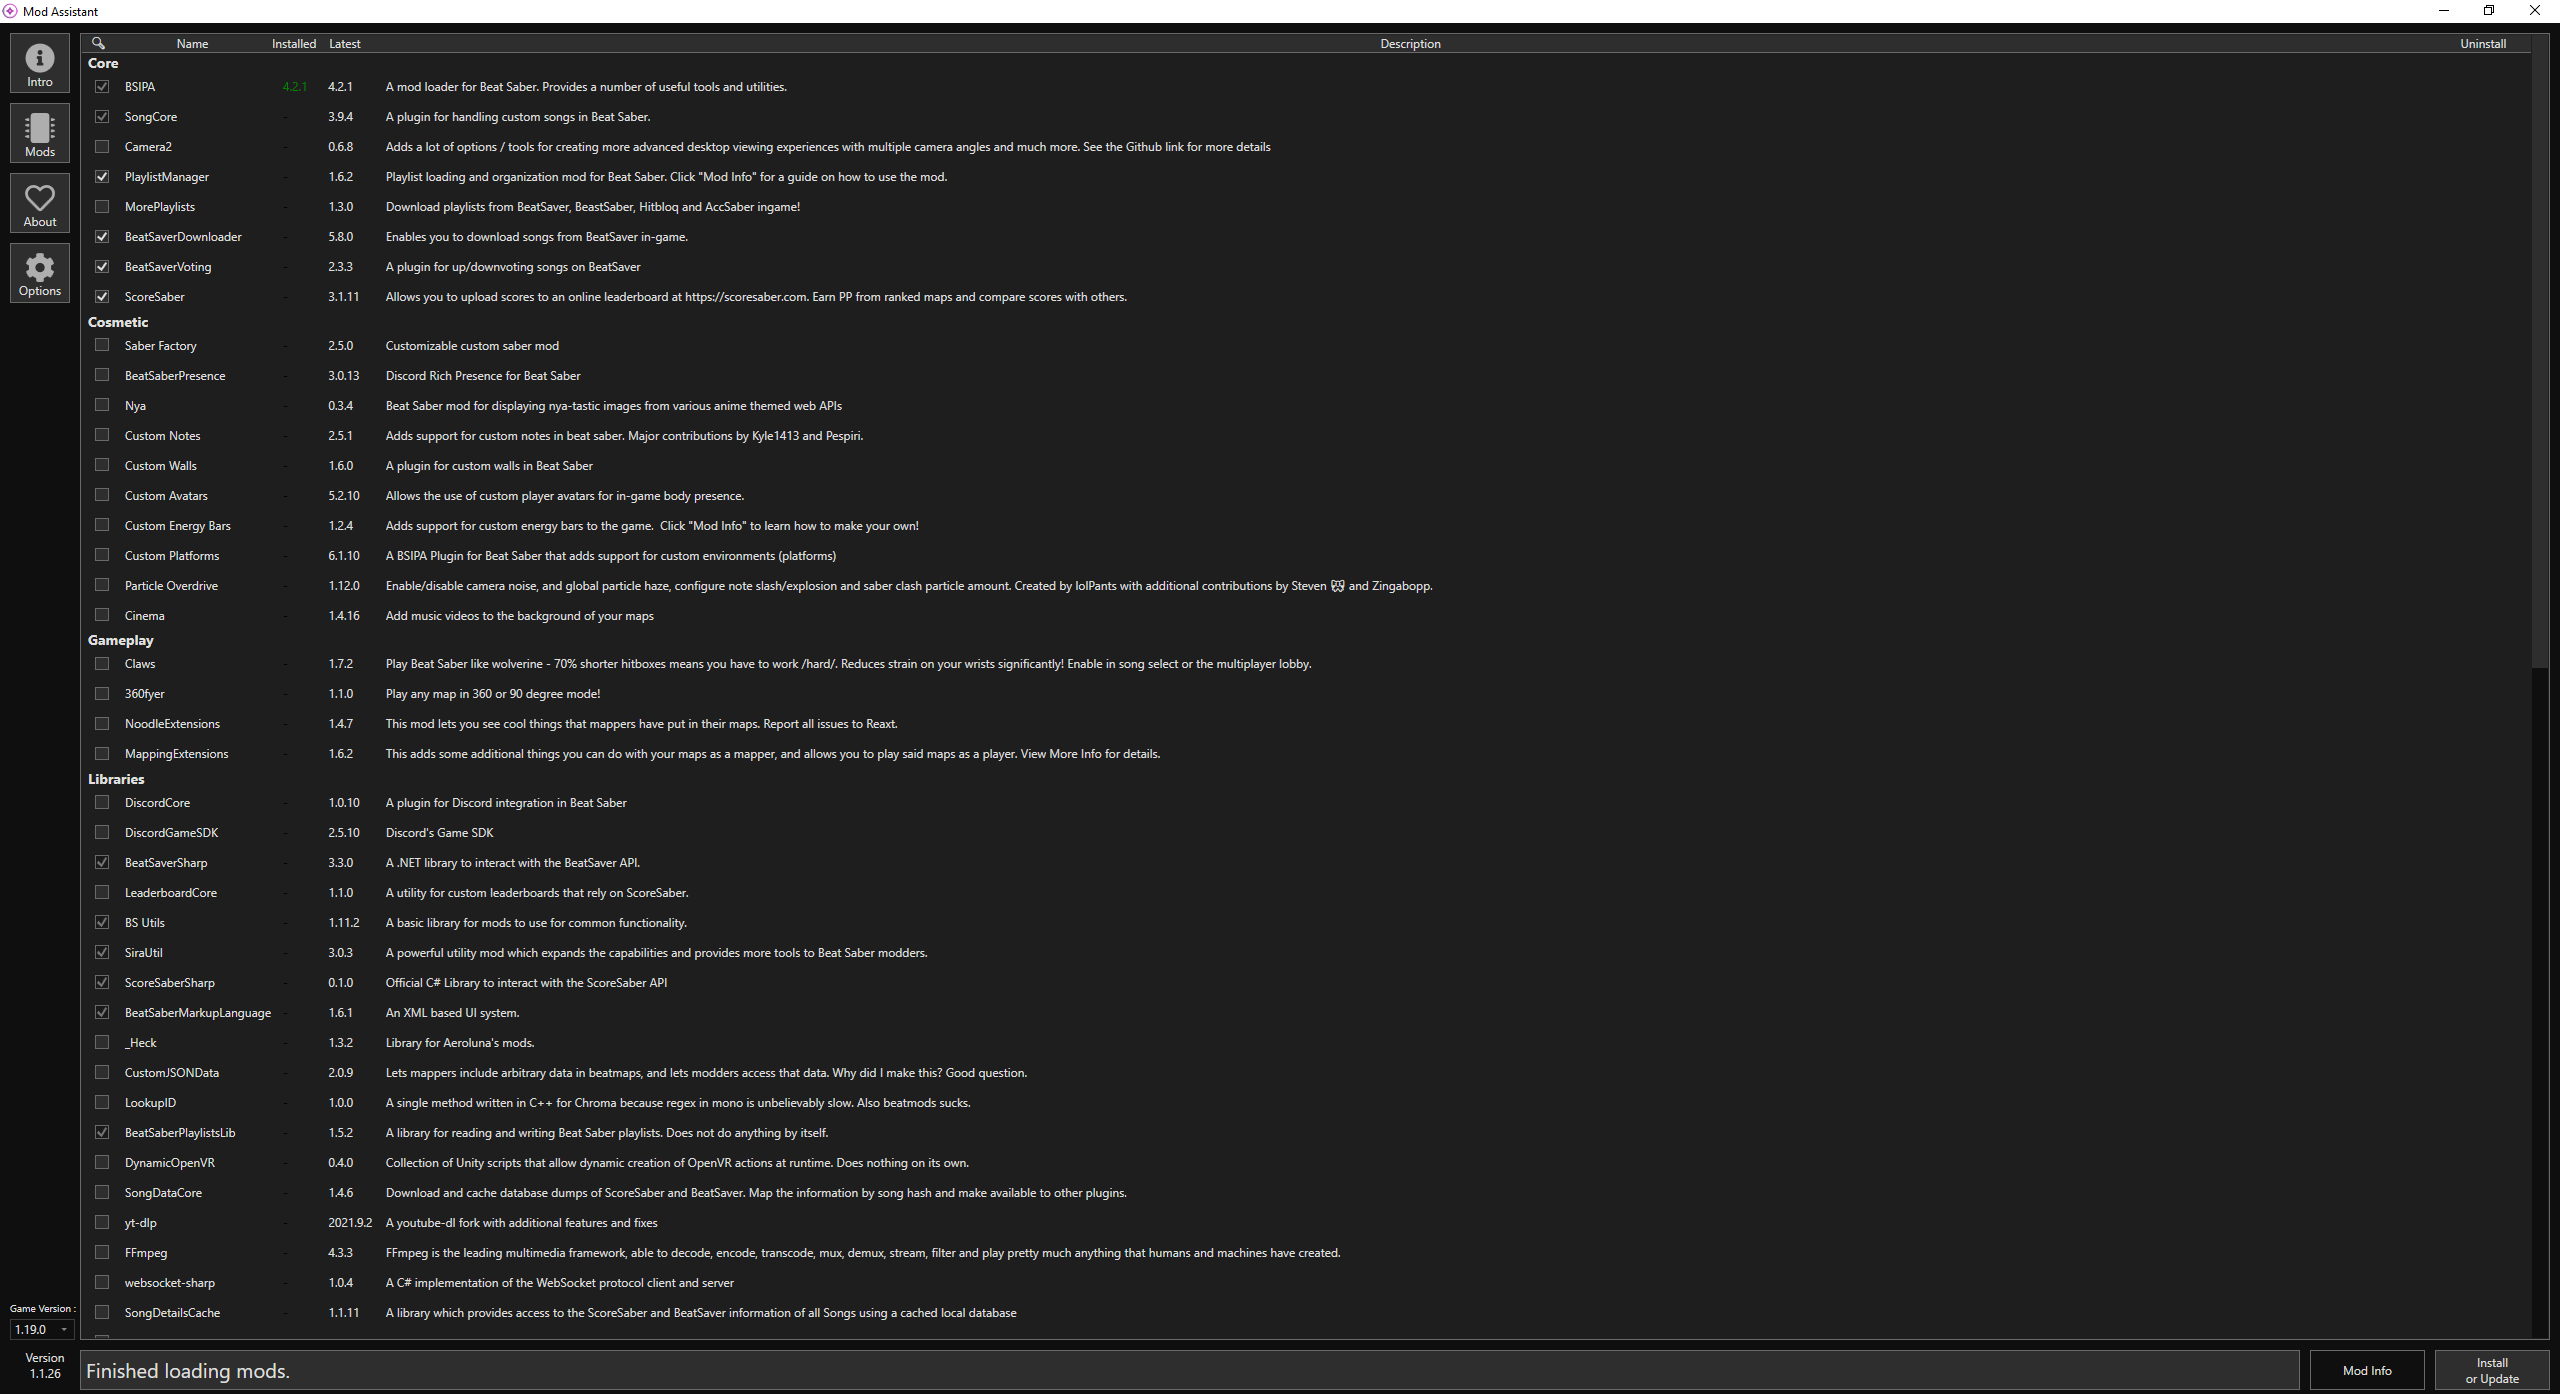 Mod Assistant
Intro
Mods
About
Options
Game Version :
1.19.0
Version
1.1.26
Name Installed Latest Description Uninstall
Core
BSIPA 4.2.1 4.2.1 A mod loader for Beat Saber. Provides a number of useful tools and utilities.
SongCore - 3.9.4 A plugin for handling custom songs in Beat Saber.
Camera2 - 0.6.8 Adds a lot of options / tools for creating more advanced desktop viewing experiences with multiple camera angles and much more. See the Github link for more details
PlaylistManager - 1.6.2 Playlist loading and organization mod for Beat Saber. Click "Mod Info" for a guide on how to use the mod.
MorePlaylists - 1.3.0 Download playlists from BeatSaver, BeastSaber, Hitbloq and AccSaber ingame!
BeatSaverDownloader - 5.8.0 Enables you to download songs from BeatSaver in-game.
BeatSaverVoting - 2.3.3 A plugin for up/downvoting songs on BeatSaver
ScoreSaber - 3.1.11 Allows you to upload scores to an online leaderboard at https://scoresaber.com. Earn PP from ranked maps and compare scores with others.
Cosmetic
Saber Factory - 2.5.0 Customizable custom saber mod
BeatSaberPresence - 3.0.13 Discord Rich Presence for Beat Saber
Nya - 0.3.4 Beat Saber mod for displaying nya-tastic images from various anime themed web APIs
Custom Notes - 2.5.1 Adds support for custom notes in beat saber. Major contributions by Kyle1413 and Pespiri.
Custom Walls - 1.6.0 A plugin for custom walls in Beat Saber
Custom Avatars - 5.2.10 Allows the use of custom player avatars for in-game body presence.
Custom Energy Bars - 1.2.4 Adds support for custom energy bars to the game.  Click "Mod Info" to learn how to make your own!
Custom Platforms - 6.1.10 A BSIPA Plugin for Beat Saber that adds support for custom environments (platforms)
Particle Overdrive - 1.12.0 Enable/disable camera noise, and global particle haze, configure note slash/explosion and saber clash particle amount. Created by lolPants with additional contributions by Steven 🐺 and Zingabopp.
Cinema - 1.4.16 Add music videos to the background of your maps
Gameplay
Claws - 1.7.2 Play Beat Saber like wolverine - 70% shorter hitboxes means you have to work /hard/. Reduces strain on your wrists significantly! Enable in song select or the multiplayer lobby.
360fyer - 1.1.0 Play any map in 360 or 90 degree mode!
NoodleExtensions - 1.4.7 This mod lets you see cool things that mappers have put in their maps. Report all issues to Reaxt.
MappingExtensions - 1.6.2 This adds some additional things you can do with your maps as a mapper, and allows you to play said maps as a player. View More Info for details.
Libraries
DiscordCore - 1.0.10 A plugin for Discord integration in Beat Saber
DiscordGameSDK - 2.5.10 Discord's Game SDK
BeatSaverSharp - 3.3.0 A .NET library to interact with the BeatSaver API.
LeaderboardCore - 1.1.0 A utility for custom leaderboards that rely on ScoreSaber.
BS Utils - 1.11.2 A basic library for mods to use for common functionality.
SiraUtil - 3.0.3 A powerful utility mod which expands the capabilities and provides more tools to Beat Saber modders.
ScoreSaberSharp - 0.1.0 Official C# Library to interact with the ScoreSaber API
BeatSaberMarkupLanguage - 1.6.1 An XML based UI system.
_Heck - 1.3.2 Library for Aeroluna's mods.
CustomJSONData - 2.0.9 Lets mappers include arbitrary data in beatmaps, and lets modders access that data. Why did I make this? Good question.
LookupID - 1.0.0 A single method written in C++ for Chroma because regex in mono is unbelievably slow. Also beatmods sucks.
BeatSaberPlaylistsLib - 1.5.2 A library for reading and writing Beat Saber playlists. Does not do anything by itself.
DynamicOpenVR - 0.4.0 Collection of Unity scripts that allow dynamic creation of OpenVR actions at runtime. Does nothing on its own.
SongDataCore - 1.4.6 Download and cache database dumps of ScoreSaber and BeatSaver. Map the information by song hash and make available to other plugins.
yt-dlp - 2021.9.2 A youtube-dl fork with additional features and fixes
FFmpeg - 4.3.3 FFmpeg is the leading multimedia framework, able to decode, encode, transcode, mux, demux, stream, filter and play pretty much anything that humans and machines have created.
websocket-sharp - 1.0.4 A C# implementation of the WebSocket protocol client and server
SongDetailsCache - 1.1.11 A library which provides access to the ScoreSaber and BeatSaver information of all Songs using a cached local database
Finished loading mods.
Mod Info
Install
or Update